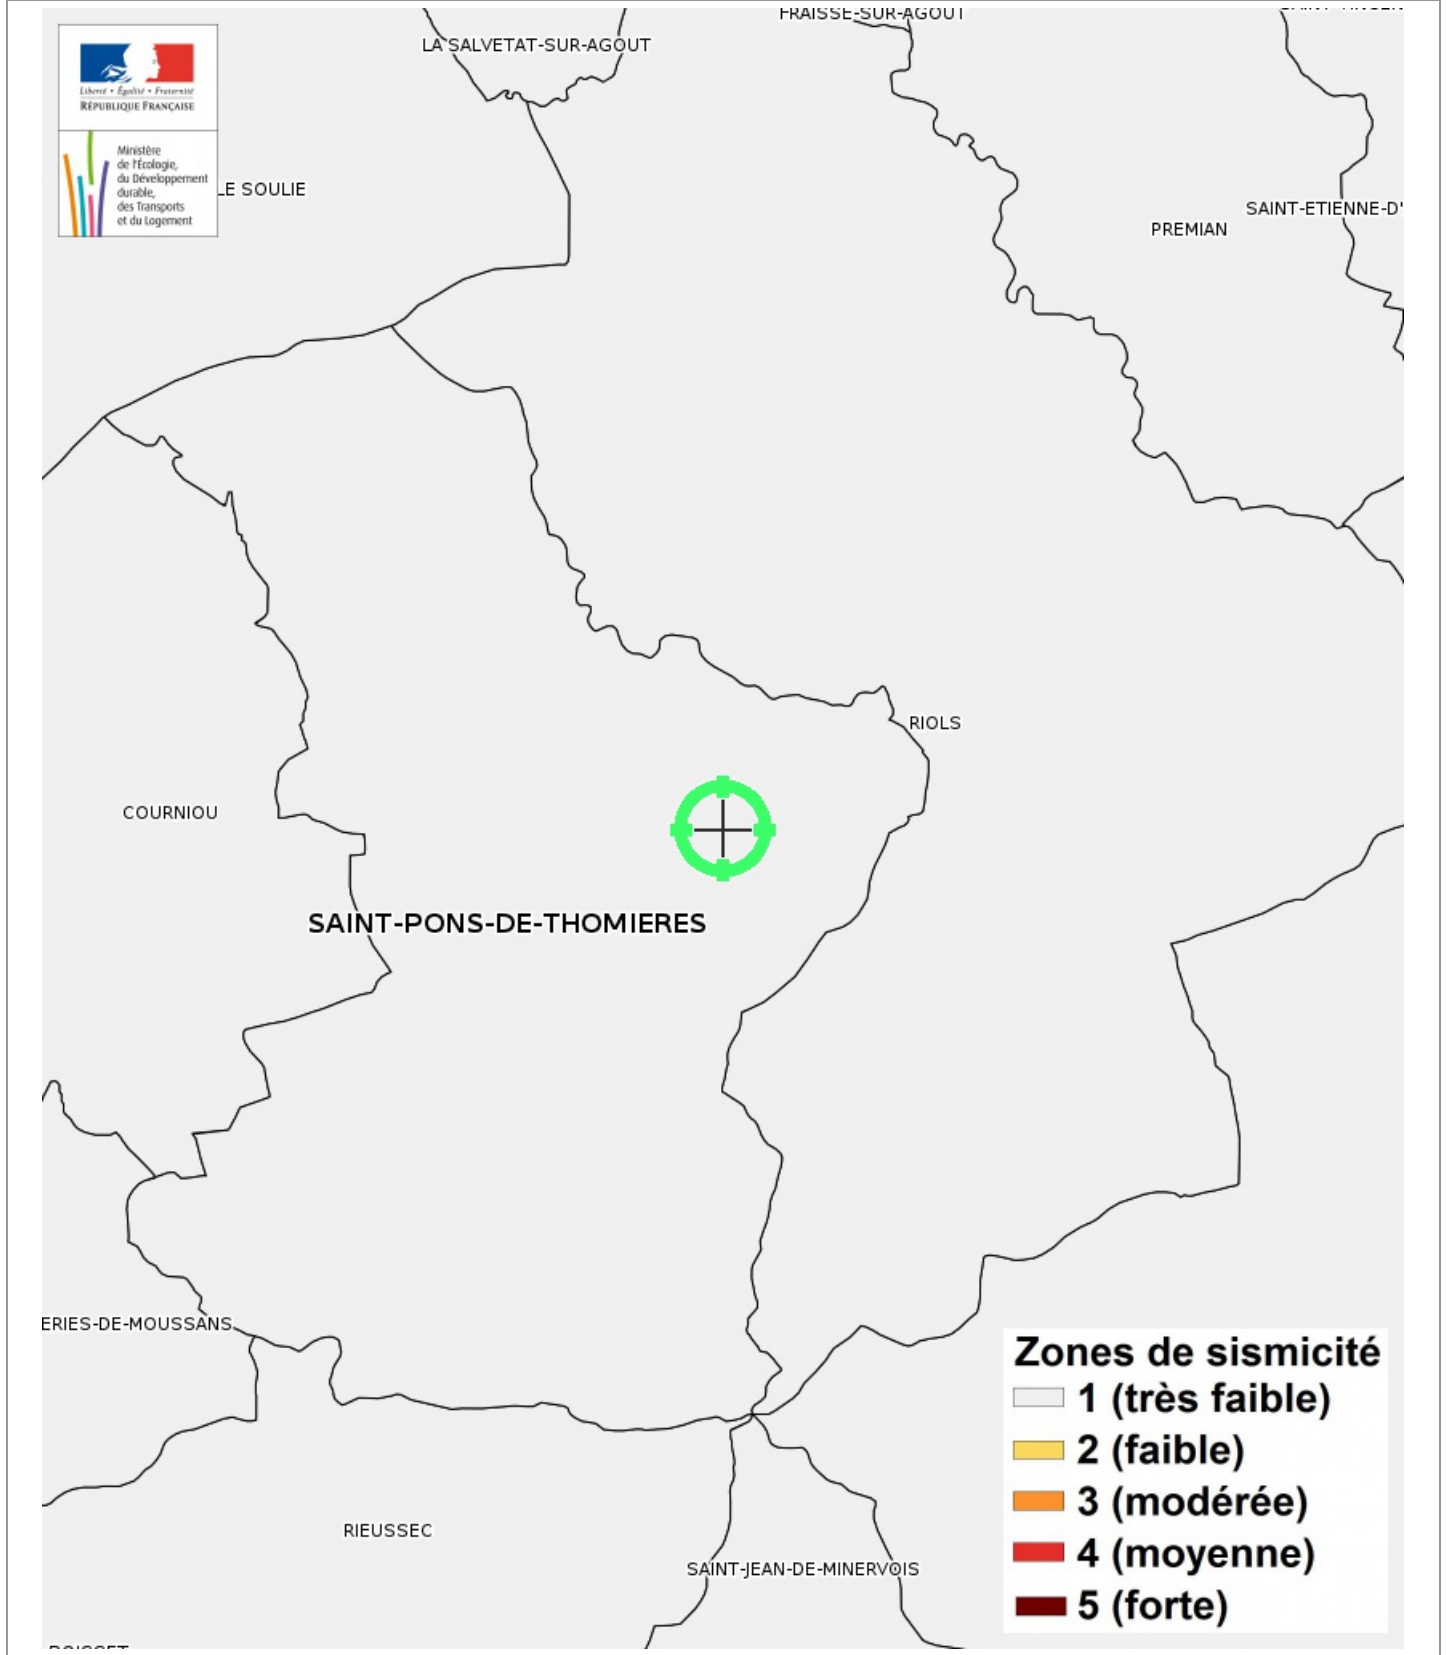 FRAISSE-SUR-AGOUT
LA SALVETAT-SUR-AGOUT
Liberté • Égalité • Fraternité
RÉPUBLIQUE FRANÇAISE
Ministère
de l'Écologie,
du Développement
durable,
des Transports
et du Logement
LE SOULIE
SAINT-ETIENNE-D'
PREMIAN
RIOLS
COURNIOU
SAINT-PONS-DE-THOMIERES
ERIES-DE-MOUSSANS
RIEUSSEC
SAINT-JEAN-DE-MINERVOIS
Zones de sismicité
1 (très faible)
2 (faible)
3 (modérée)
4 (moyenne)
5 (forte)